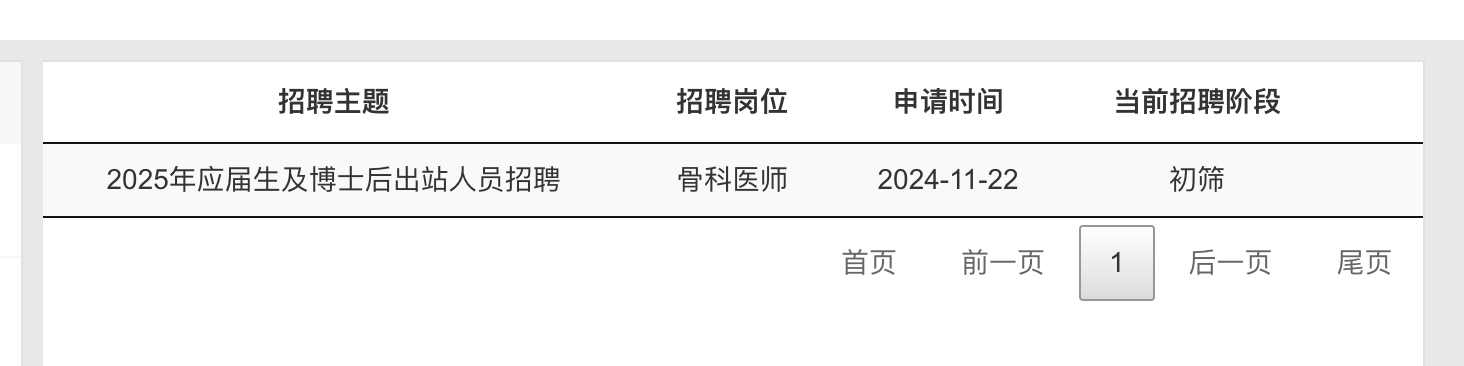 招聘主题 招聘岗位 申请时间 当前招聘阶段
2025年应届生及博士后出站人员招聘 骨科医师 2024-11-22 初筛
首页 前一页 1 后一页 尾页